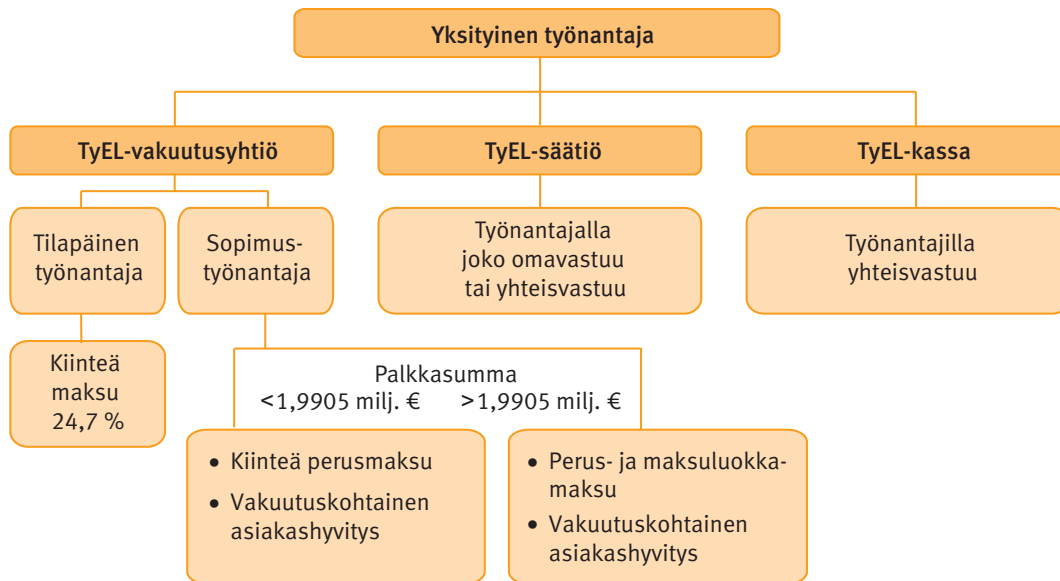 Yksityinen työnantaja
TyEL-vakuutusyhtiö
TyEL-säätiö
TyEL-kassa
Tilapäinen
työnantaja
Sopimus-
työnantaja
Työnantajalla
joko omavastuu
tai yhteisvastuu
Työnantajilla
yhteisvastuu
Kiinteä
maksu
24,7 %
Palkkasumma
<1,9905 milj. € >1,9905 milj. €
• Kiinteä perusmaksu
• Vakuutuskohtainen
asiakashyvitys
• Perus- ja maksuluokka-
maksu
• Vakuutuskohtainen
asiakashyvitys